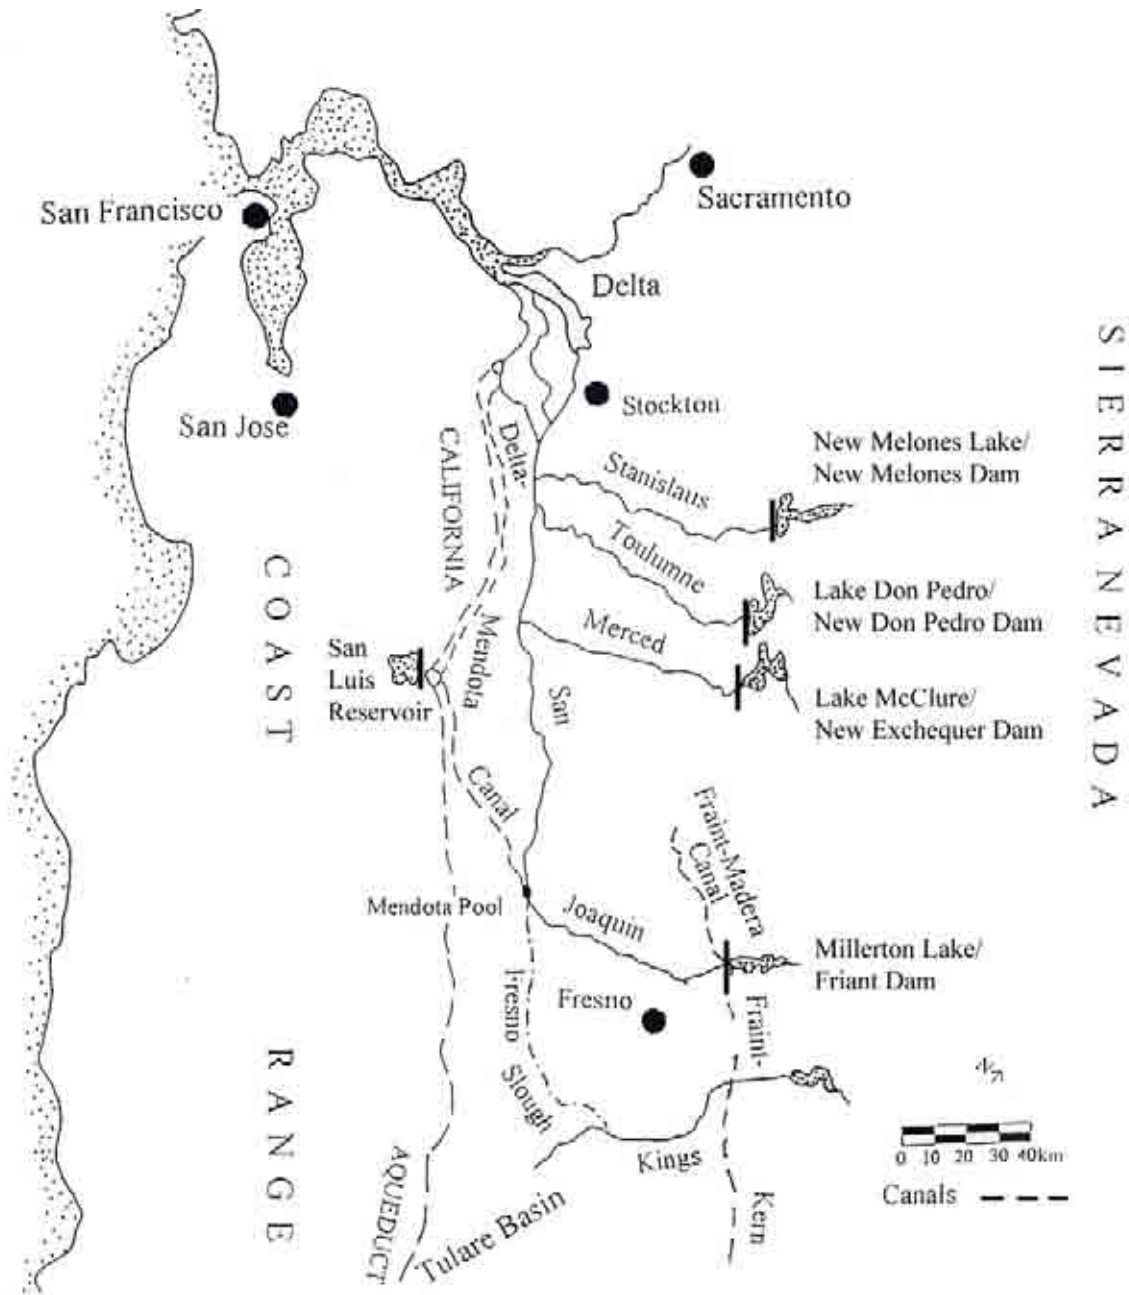 San Francisco
Sacramento
Delta
San Jose
Stockton
SIERRA NEVADA
New Melones Lake/
New Melones Dam
Stanislaus
Delta-
CALIFORNIA
Toulumne
Lake Don Pedro/
New Don Pedro Dam
COAST
Merced
Mendota
San
Luis
Reservoir
Lake McClure/
New Exchequer Dam
San
Canal
Fraint-Madera
Canal
Mendota Pool
Joaquin
Millerton Lake/
Friant Dam
Fresno
Fresno
Fraint-
Slough
RANGE
N
0 10 20 30 40km
Kings
AQUEDUCT
Canals
Kern
Tulare Basin